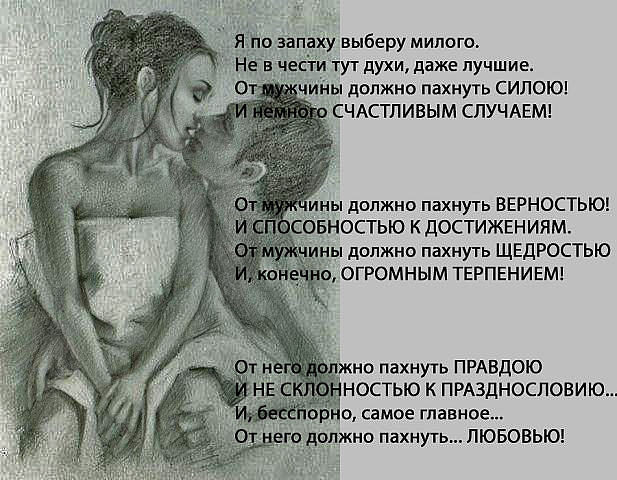 Я по запаху выберу милого.
Не в чести тут духи, даже лучшие.
От мужчины должно пахнуть СИЛОЮ!
И немного СЧАСТЛИВЫМ СЛУЧАЕМ!
От мужчины должно пахнуть ВЕРНОСТЬЮ!
И СПОСОБНОСТЬЮ К ДОСТИЖЕНИЯМ.
От мужчины должно пахнуть ЩЕДРОСТЬЮ
И, конечно, ОГРОМНЫМ ТЕРПЕНИЕМ!
От него должно пахнуть ПРАВДОЮ
И НЕ СКЛОННОСТЬЮ К ПРАЗДНОСЛОВИЮ...
И, бесспорно, самое главное...
От него должно пахнуть... ЛЮБОВЬЮ!